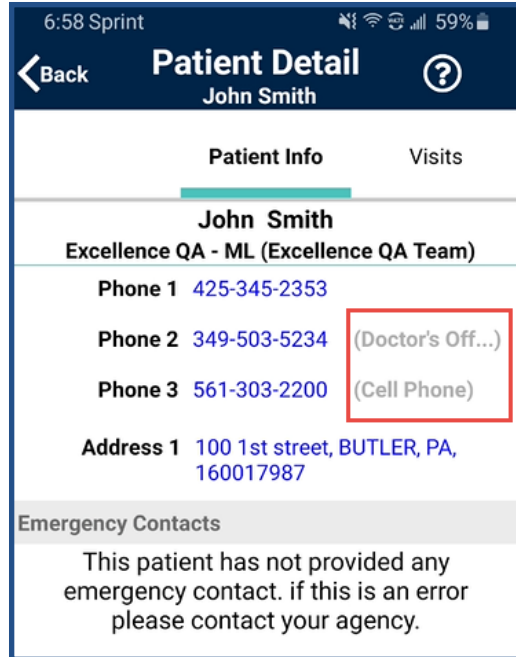 6:58 Sprint 59%
Back Patient Detail ?
John Smith
Patient Info Visits
John Smith
Excellence QA - ML (Excellence QA Team)
Phone 1 425-345-2353
Phone 2 349-503-5234 (Doctor's Off...)
Phone 3 561-303-2200 (Cell Phone)
Address 1 100 1st street, BUTLER, PA,
160017987
Emergency Contacts
This patient has not provided any
emergency contact. if this is an error
please contact your agency.